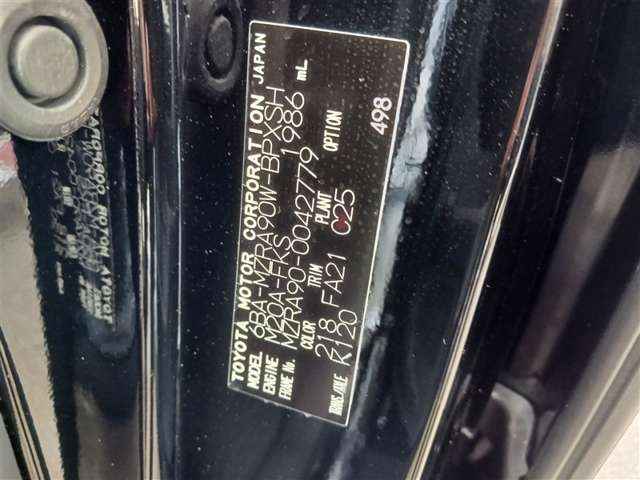 TOYOTA MOTOR CORPORATION JAPAN
MODEL 6BA-MZRA90W-BPXSH
ENGINE M20A-FKS 1986 mL
FRAME No. MZRA90-0042779
COLOR TRIM PLANT OPTION
218 FA21 C25 498
TRANS./AXLE K120